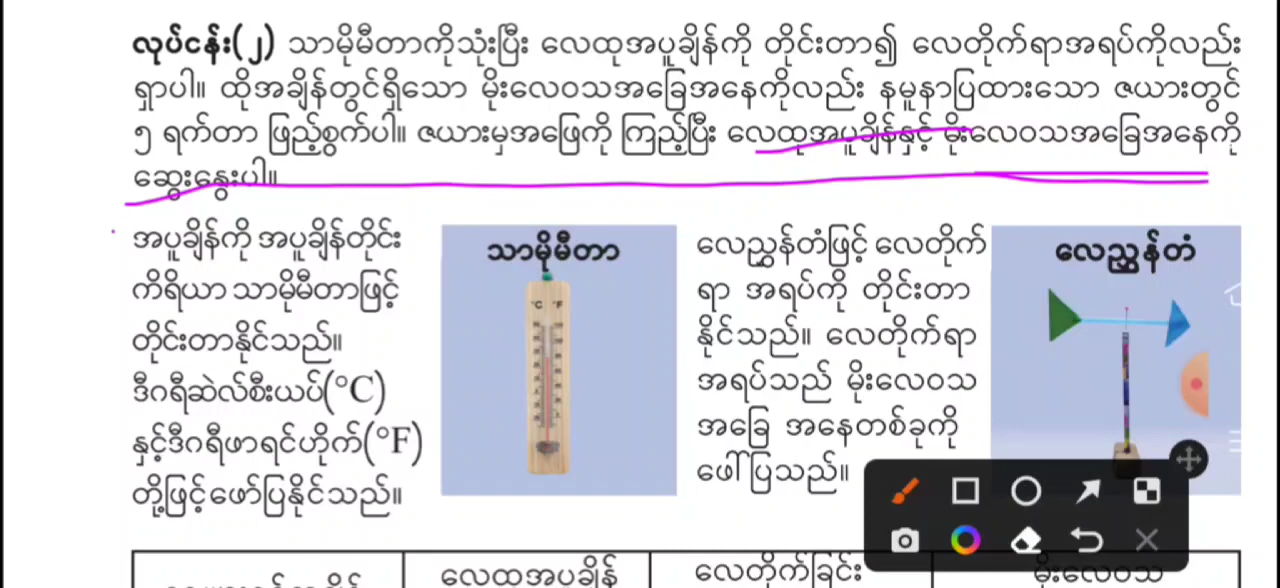 လုပ်ငန်း(၂) သာမိုမီတာကိုသုံးပြီး လေထုအပူချိန်ကို တိုင်းတာ၍ လေတိုက်ရာအရပ်ကိုလည်း
ရှာပါ။ ထိုအချိန်တွင်ရှိသော မိုးလေဝသအခြေအနေကိုလည်း နမူနာပြထားသော ဇယားတွင်
၅ ရက်တာ ဖြည့်စွက်ပါ။ ဇယားမှအဖြေကို ကြည့်ပြီး လေထုအပူချိန်နှင့် မိုးလေဝသအခြေအနေကို
ဆွေးနွေးပါ။
အပူချိန်ကို အပူချိန်တိုင်း
ကိရိယာ သာမိုမီတာဖြင့်
တိုင်းတာနိုင်သည်။
ဒီဂရီဆဲလ်စီးယပ်(°C)
နှင့်ဒီဂရီဖာရင်ဟိုက်(°F)
တို့ဖြင့်ဖော်ပြနိုင်သည်။
သာမိုမီတာ
°C °F
လေညွှန်တံဖြင့် လေတိုက်
ရာ အရပ်ကို တိုင်းတာ
နိုင်သည်။ လေတိုက်ရာ
အရပ်သည် မိုးလေဝသ
အခြေ အနေတစ်ခုကို
ဖေါ်ပြသည်။
လေညွှန်တံ
လေထုအပူချိန်
လေတိုက်ခြင်း
မိုးလေဝသ